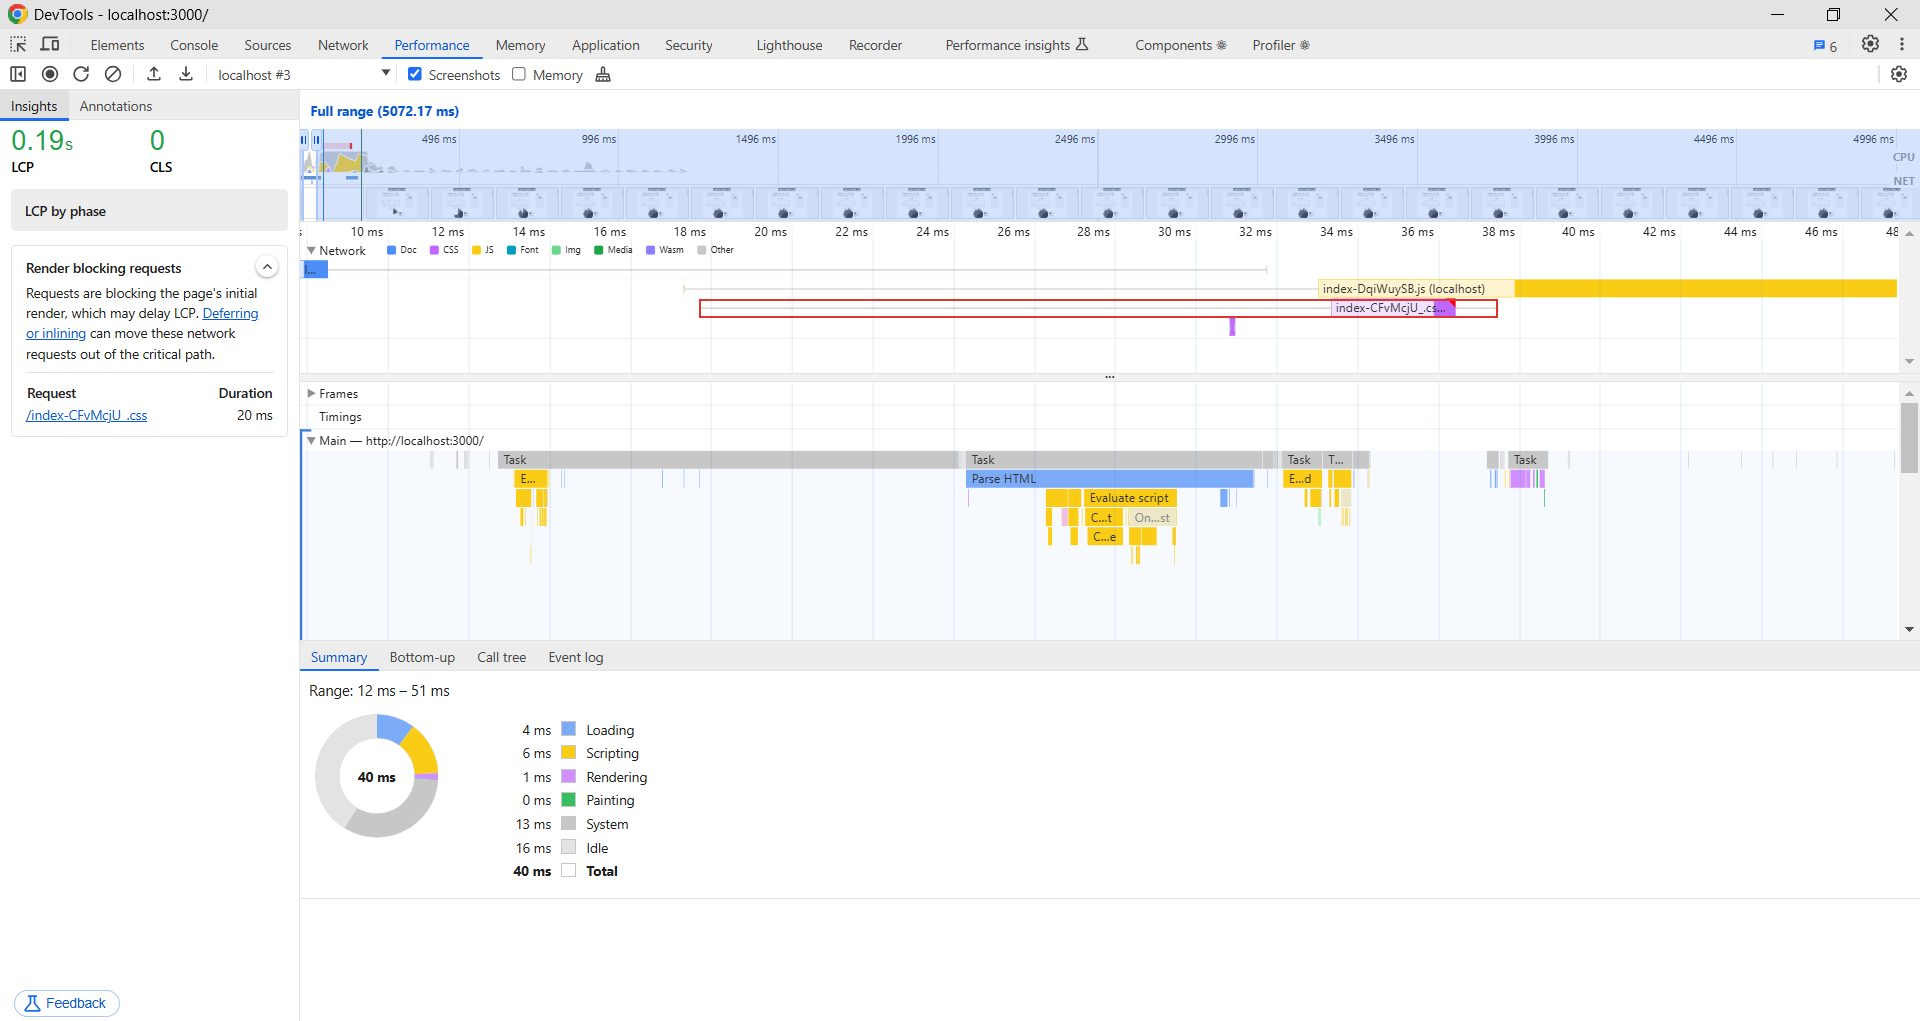 DevTools - localhost:3000/
Elements Console Sources Network Performance Memory Application Security Lighthouse Recorder Performance insights Components Profiler 6
localhost #3 Screenshots Memory
Insights Annotations
0.19s 0
LCP CLS
LCP by phase
Render blocking requests
Requests are blocking the page's initial
render, which may delay LCP. Deferring
or inlining can move these network
requests out of the critical path.
Request Duration
/index-CFvMcjU_.css 20 ms
Feedback
Full range (5072.17 ms)
496 ms 996 ms 1496 ms 1996 ms 2496 ms 2996 ms 3496 ms 3996 ms 4496 ms 4996 ms
CPU
NET
10 ms 12 ms 14 ms 16 ms 18 ms 20 ms 22 ms 24 ms 26 ms 28 ms 30 ms 32 ms 34 ms 36 ms 38 ms 40 ms 42 ms 44 ms 46 ms 48
Network Doc CSS JS Font Img Media Wasm Other
index-DqiWuySB.js (localhost)
index-CFvMcjU_.cs...
...
Frames
Timings
Main — http://localhost:3000/
Task Task Task T... Task
E... Parse HTML E...d
Evaluate script
C...t On...st
C...e
Summary Bottom-up Call tree Event log
Range: 12 ms – 51 ms
40 ms
4 ms Loading
6 ms Scripting
1 ms Rendering
0 ms Painting
13 ms System
16 ms Idle
40 ms Total